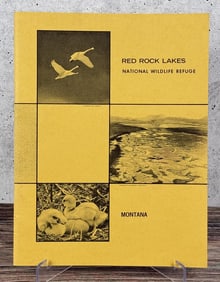 RED ROCK LAKES
NATIONAL WILDLIFE REFUGE
MONTANA